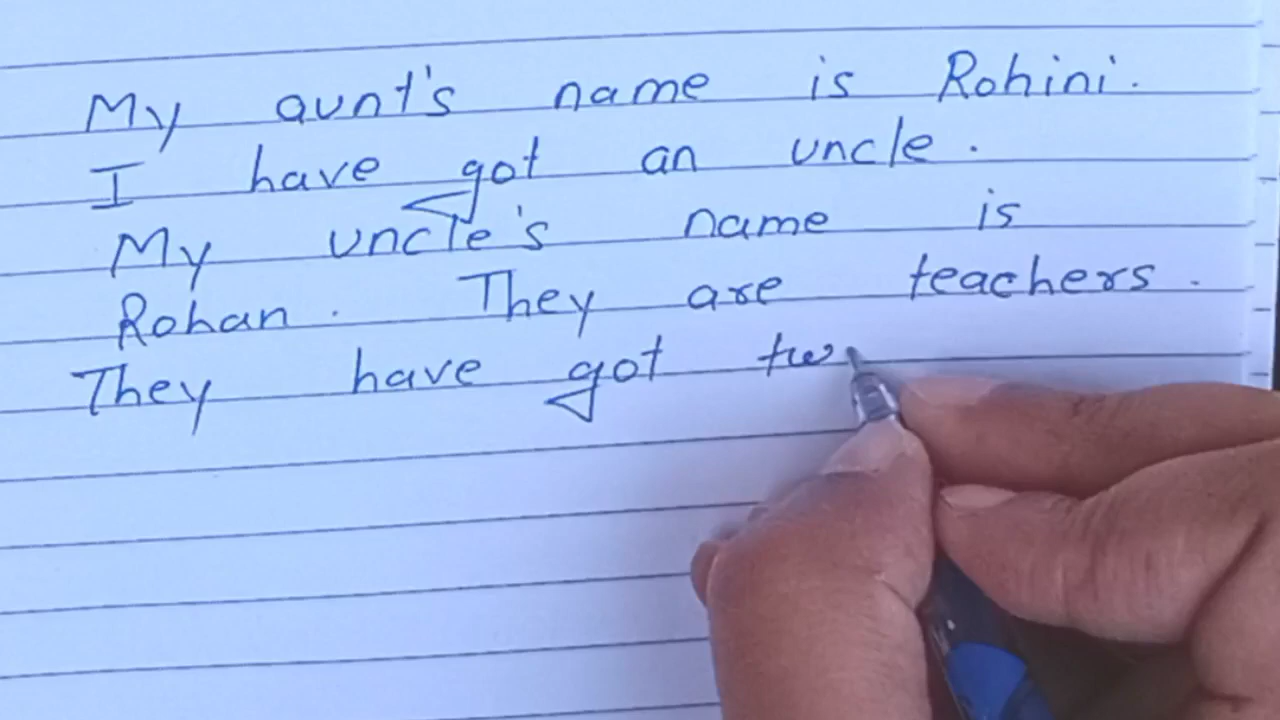 My aunt's name is Rohini.
I have got an uncle.
My uncle's name is
Rohan. They are teachers.
They have got